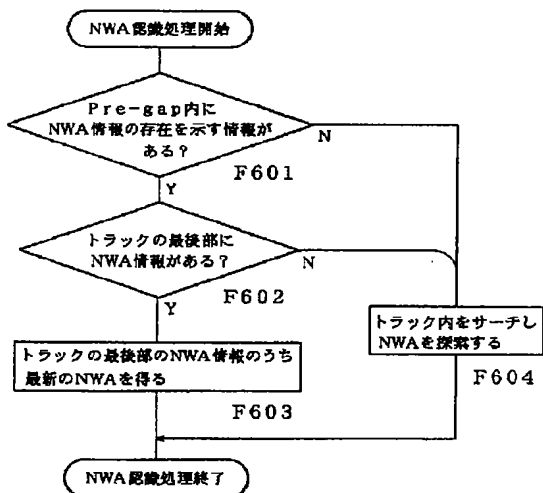 NWA認識処理開始
Pre-gap内に
NWA情報の存在を示す情報が
ある?
N
F601
Y
トラックの最後部に
NWA情報がある?
N
F602
Y
トラックの最後部のNWA情報のうち
最新のNWAを得る
F603
トラック内をサーチし
NWAを探索する
F604
NWA認識処理終了